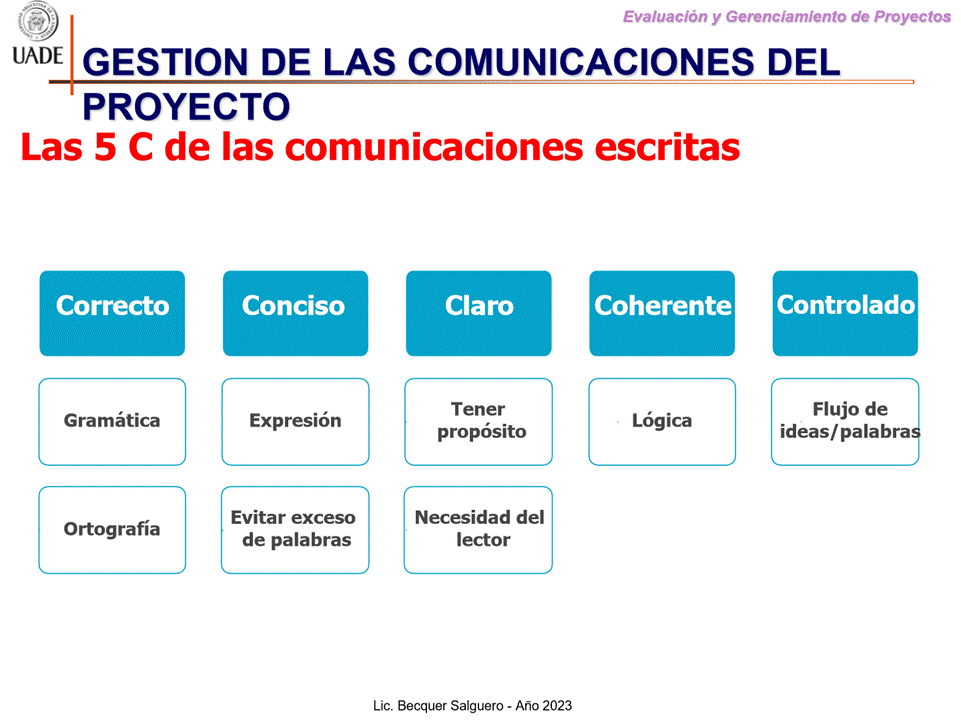 Evaluación y Gerenciamiento de Proyectos
UADE
GESTION DE LAS COMUNICACIONES DEL
PROYECTO
Las 5 C de las comunicaciones escritas
Correcto
Conciso
Claro
Coherente
Controlado
Gramática
Expresión
Tener
propósito
Lógica
Flujo de
ideas/palabras
Ortografía
Evitar exceso
de palabras
Necesidad del
lector
Lic. Becquer Salguero - Año 2023